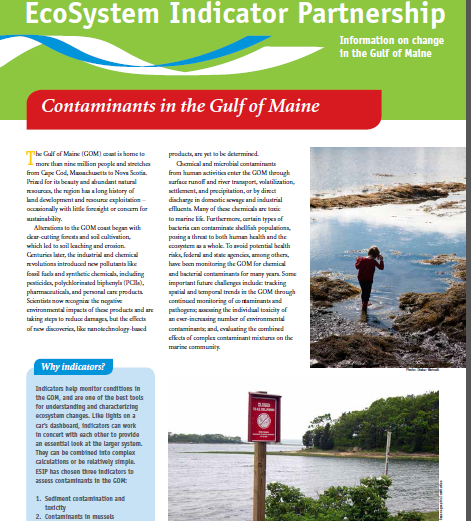 EcoSystem Indicator Partnership
Information on change
in the Gulf of Maine
Contaminants in the Gulf of Maine
The Gulf of Maine (GOM) coast is home to
more than nine million people and stretches
from Cape Cod, Massachusetts to Nova Scotia.
Prized for its beauty and abundant natural
resources, the region has a long history of
land development and resource exploitation –
occasionally with little foresight or concern for
sustainability.
Alterations to the GOM coast began with
clear-cutting forests and soil cultivation,
which led to soil leaching and erosion.
Centuries later, the industrial and chemical
revolutions introduced new pollutants like
fossil fuels and synthetic chemicals, including
pesticides, polychlorinated biphenyls (PCBs),
pharmaceuticals, and personal care products.
Scientists now recognize the negative
environmental impacts of these products and are
taking steps to reduce damages, but the effects
of new discoveries, like nanotechnology-based
products, are yet to be determined.
Chemical and microbial contaminants
from human activities enter the GOM through
surface runoff and river transport, volatilization,
settlement, and precipitation, or by direct
discharge in domestic sewage and industrial
effluents. Many of these chemicals are toxic
to marine life. Furthermore, certain types of
bacteria can contaminate shellfish populations,
posing a threat to both human health and the
ecosystem as a whole. To avoid potential health
risks, federal and state agencies, among others,
have been monitoring the GOM for chemical
and bacterial contaminants for many years. Some
important future challenges include: tracking
spatial and temporal trends in the GOM through
continued monitoring of contaminants and
pathogens; assessing the individual toxicity of
an ever-increasing number of environmental
contaminants; and, evaluating the combined
effects of complex contaminant mixtures on the
marine community.
Why indicators?
Indicators help monitor conditions in
the GOM, and are one of the best tools
for understanding and characterizing
ecosystem changes. Like lights on a
car's dashboard, indicators can work
in concert with each other to provide
an essential look at the larger system.
They can be combined into complex
calculations or be relatively simple.
ESIP has chosen three indicators to
assess contaminants in the GOM:
1. Sediment contamination and
toxicity
2. Contaminants in mussels